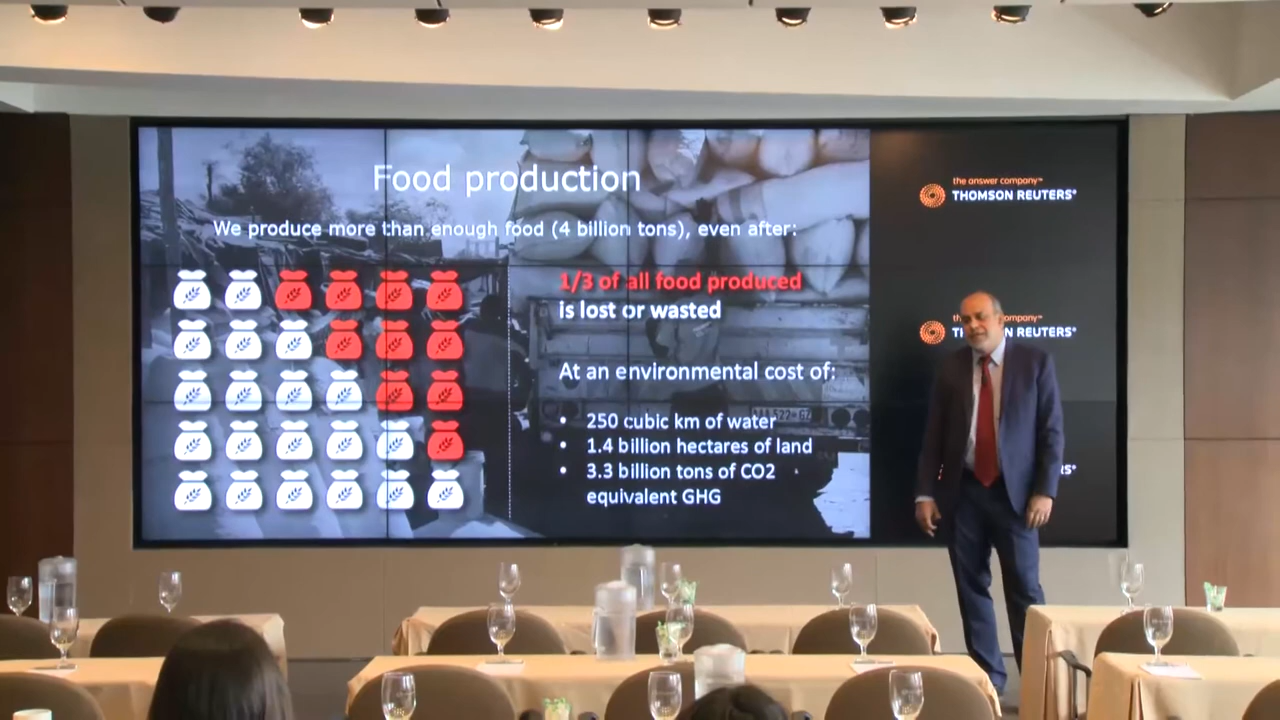 Food production
We produce more than enough food (4 billion tons), even after:
1/3 of all food produced
is lost or wasted
At an environmental cost of:
• 250 cubic km of water
• 1.4 billion hectares of land
• 3.3 billion tons of CO2
equivalent GHG
the answer company™
THOMSON REUTERS®